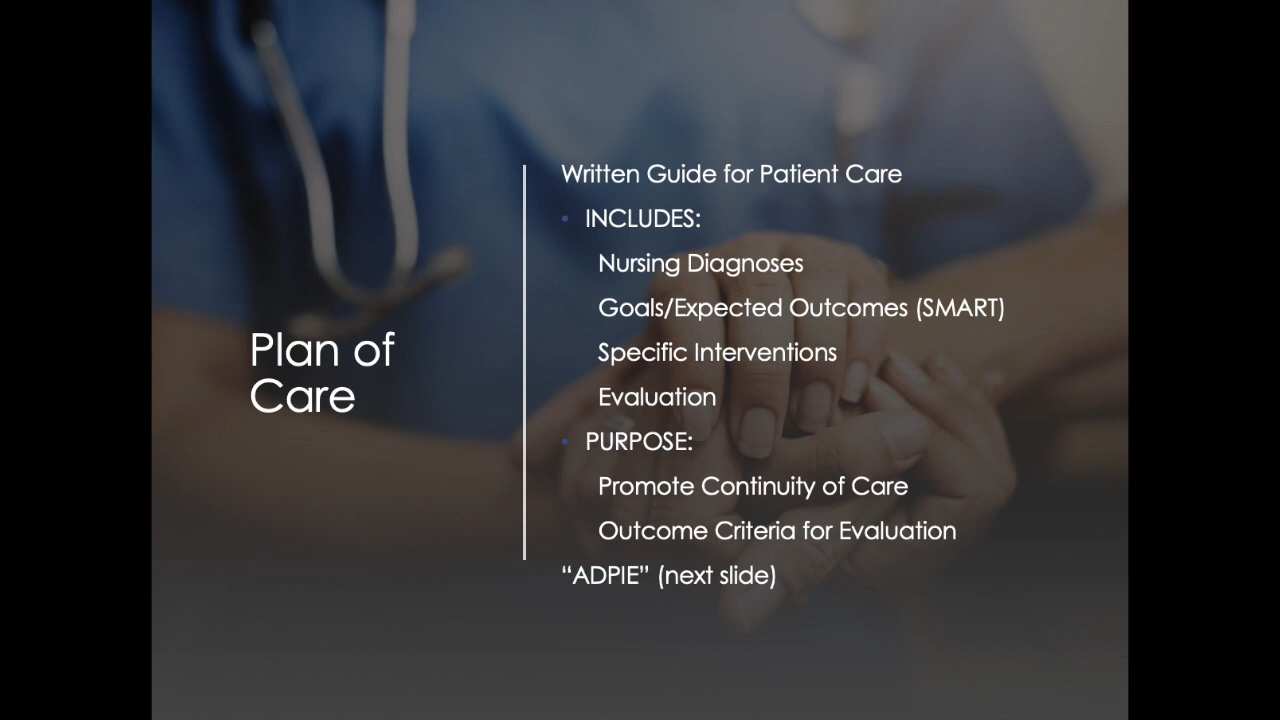 Plan of
Care
Written Guide for Patient Care
• INCLUDES:
Nursing Diagnoses
Goals/Expected Outcomes (SMART)
Specific Interventions
Evaluation
• PURPOSE:
Promote Continuity of Care
Outcome Criteria for Evaluation
“ADPIE” (next slide)